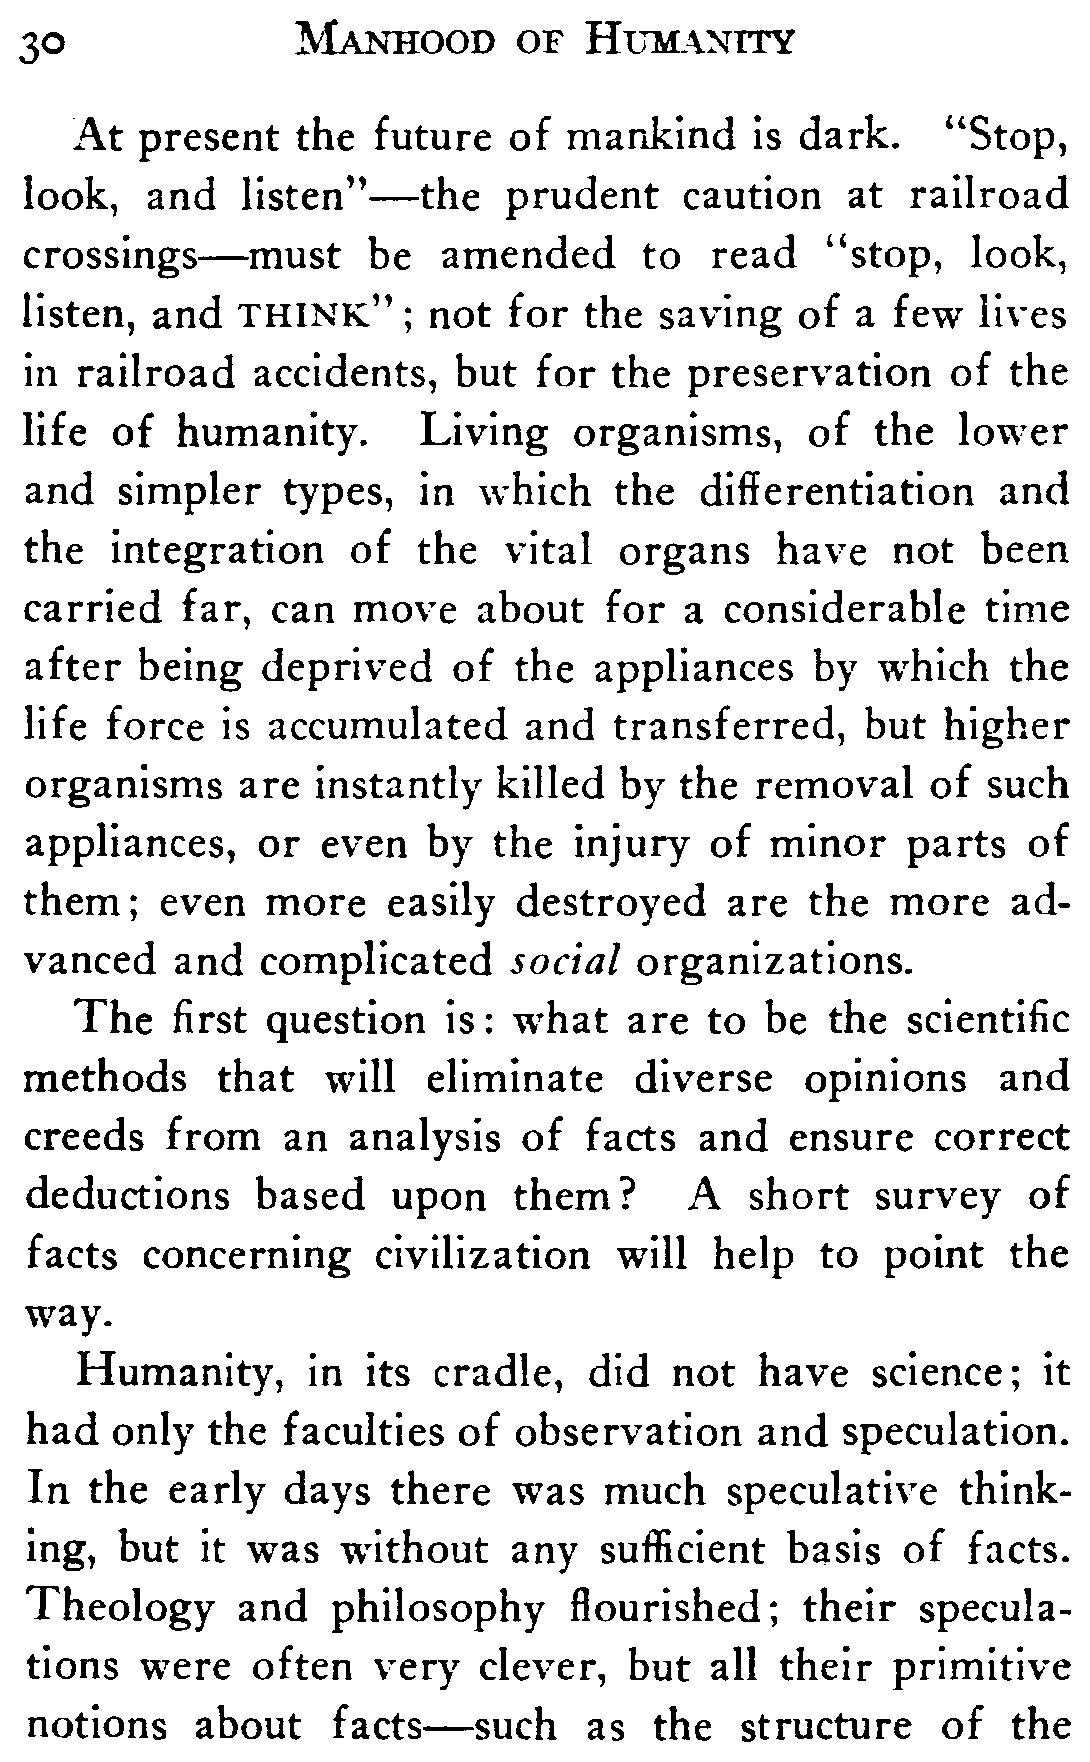 30 MANHOOD OF HUMANITY
At present the future of mankind is dark. “Stop,
look, and listen”—the prudent caution at railroad
crossings—must be amended to read “stop, look,
listen, and THINK”; not for the saving of a few lives
in railroad accidents, but for the preservation of the
life of humanity. Living organisms, of the lower
and simpler types, in which the differentiation and
the integration of the vital organs have not been
carried far, can move about for a considerable time
after being deprived of the appliances by which the
life force is accumulated and transferred, but higher
organisms are instantly killed by the removal of such
appliances, or even by the injury of minor parts of
them; even more easily destroyed are the more ad-
vanced and complicated social organizations.
The first question is: what are to be the scientific
methods that will eliminate diverse opinions and
creeds from an analysis of facts and ensure correct
deductions based upon them? A short survey of
facts concerning civilization will help to point the
way.
Humanity, in its cradle, did not have science; it
had only the faculties of observation and speculation.
In the early days there was much speculative think-
ing, but it was without any sufficient basis of facts.
Theology and philosophy flourished; their specula-
tions were often very clever, but all their primitive
notions about facts—such as the structure of the